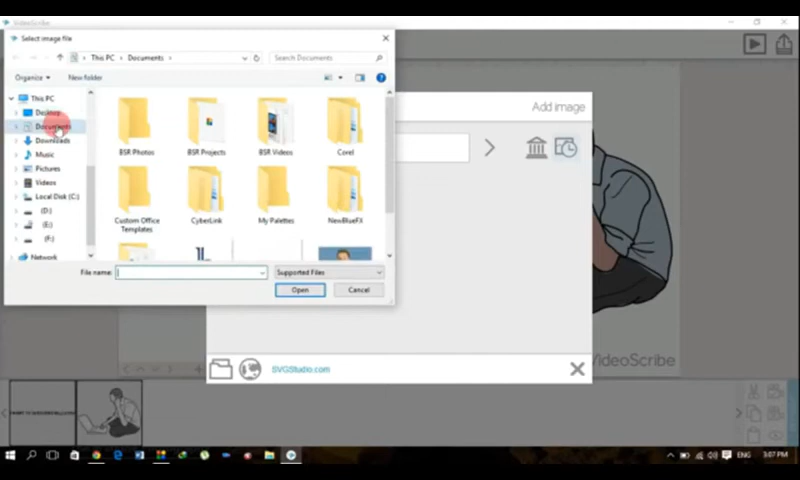 VideoScribe
Select image file
This PC > Documents >
Search Documents
Organize
New folder
This PC
Desktop
Documents
Downloads
Music
Pictures
Videos
Local Disk (C:)
(D:)
(E:)
(F:)
Network
BSR Photos
BSR Projects
BSR Videos
Corel
Custom Office Templates
CyberLink
My Palettes
NewBlueFX
File name:
Supported Files
Open
Cancel
Add image
SVGStudio.com
VideoScribe
ENG
3:07 PM